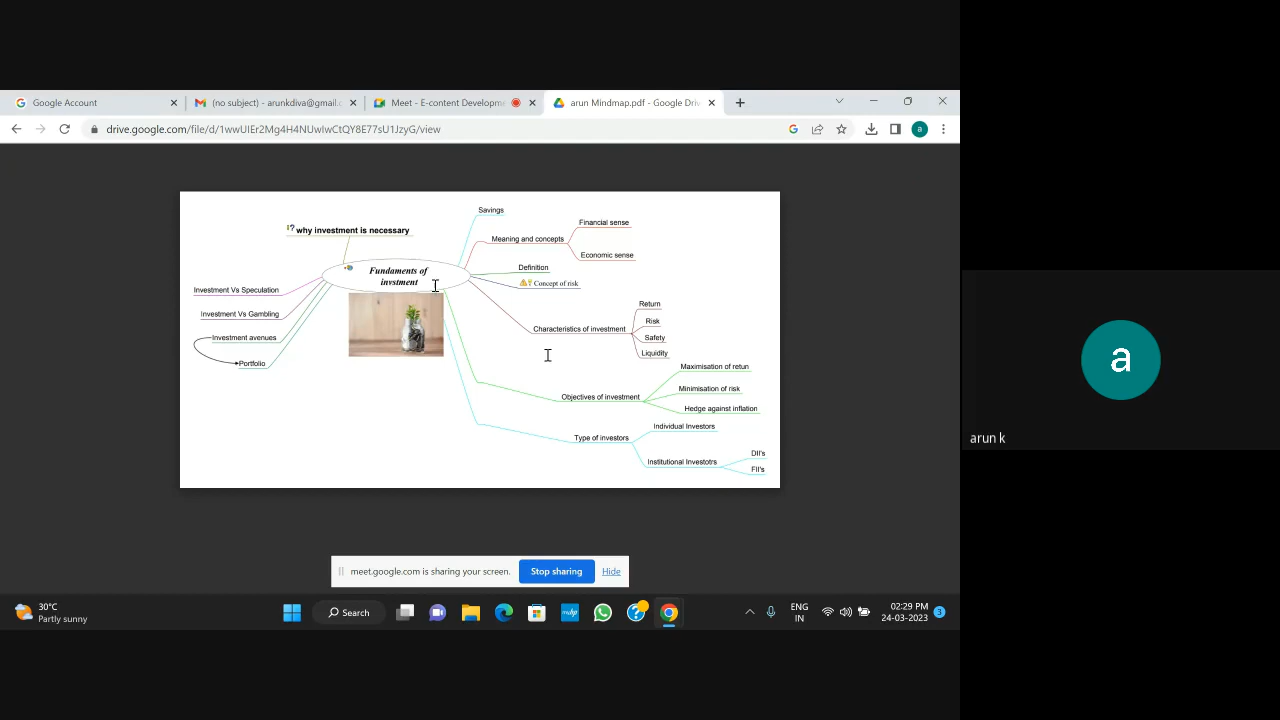 Google Account
(no subject) - arunkdiva@gmail.c
Meet - E-content Developme
arun Mindmap.pdf - Google Driv
drive.google.com/file/d/1wwUIEr2Mg4H4NUwIwCtQY8E77sU1JzyG/view
a
Savings
Financial sense
!? why investment is necessary
Meaning and concepts
Economic sense
Fundaments of
invstment
Definition
Concept of risk
Investment Vs Speculation
Return
Investment Vs Gambling
Risk
Characteristics of investment
Investment avenues
Safety
Liquidity
Portfolio
Maximisation of retun
Minimisation of risk
Objectives of investment
Hedge against inflation
Individual Investors
Type of investors
DII's
Institutional Investotrs
FII's
a
arun k
meet.google.com is sharing your screen.
Stop sharing
Hide
30°C
Partly sunny
Search
myhp
ENG
IN
02:29 PM
24-03-2023
3